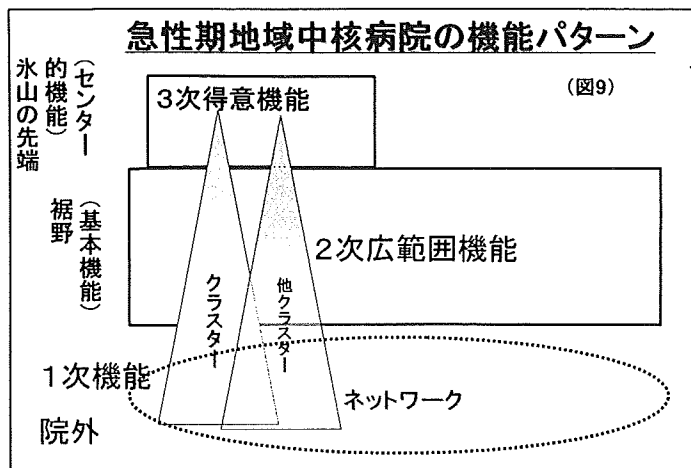 急性期地域中核病院の機能パターン
(図9)
氷山の先端
(センター
的機能)
3次得意機能
裾野
(基本機能)
2次広範囲機能
クラスター
他クラスター
1次機能
ネットワーク
院外